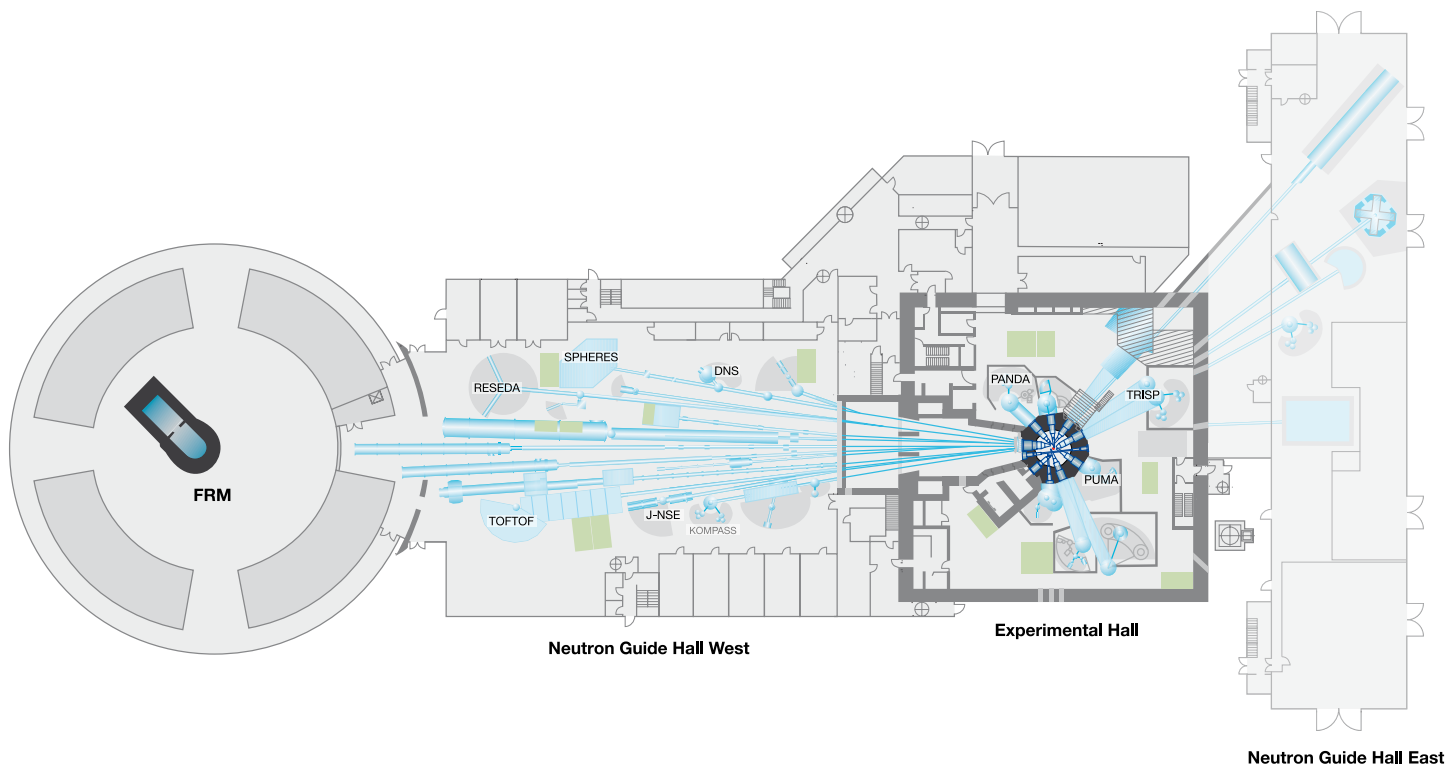 SPHERES
DNS
RESEDA
PANDA
TRISP
PUMA
FRM
TOFTOF
J-NSE
KOMPASS
Experimental Hall
Neutron Guide Hall West
Neutron Guide Hall East